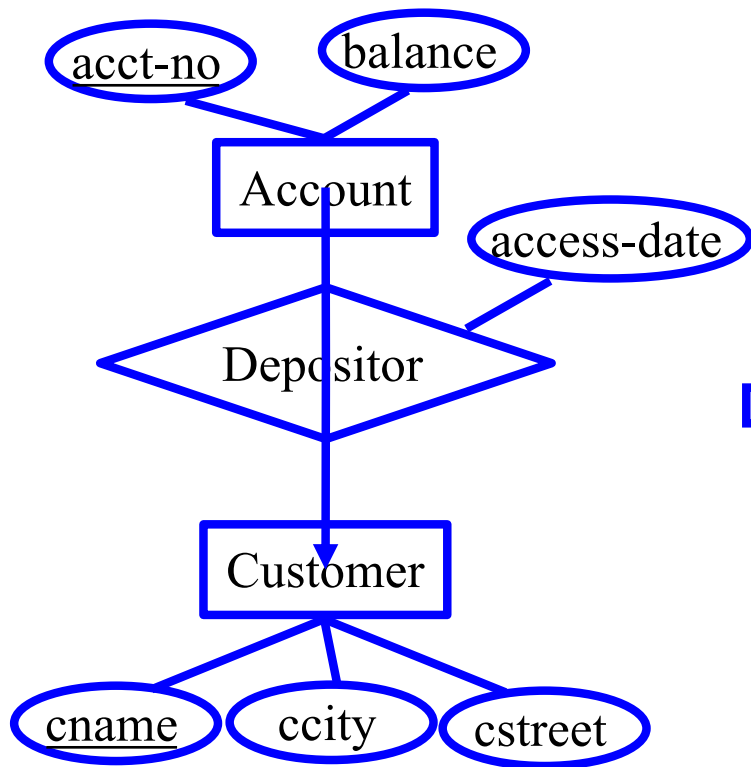 acct-no
balance
Account
access-date
Depositor
Customer
cname
ccity
cstreet